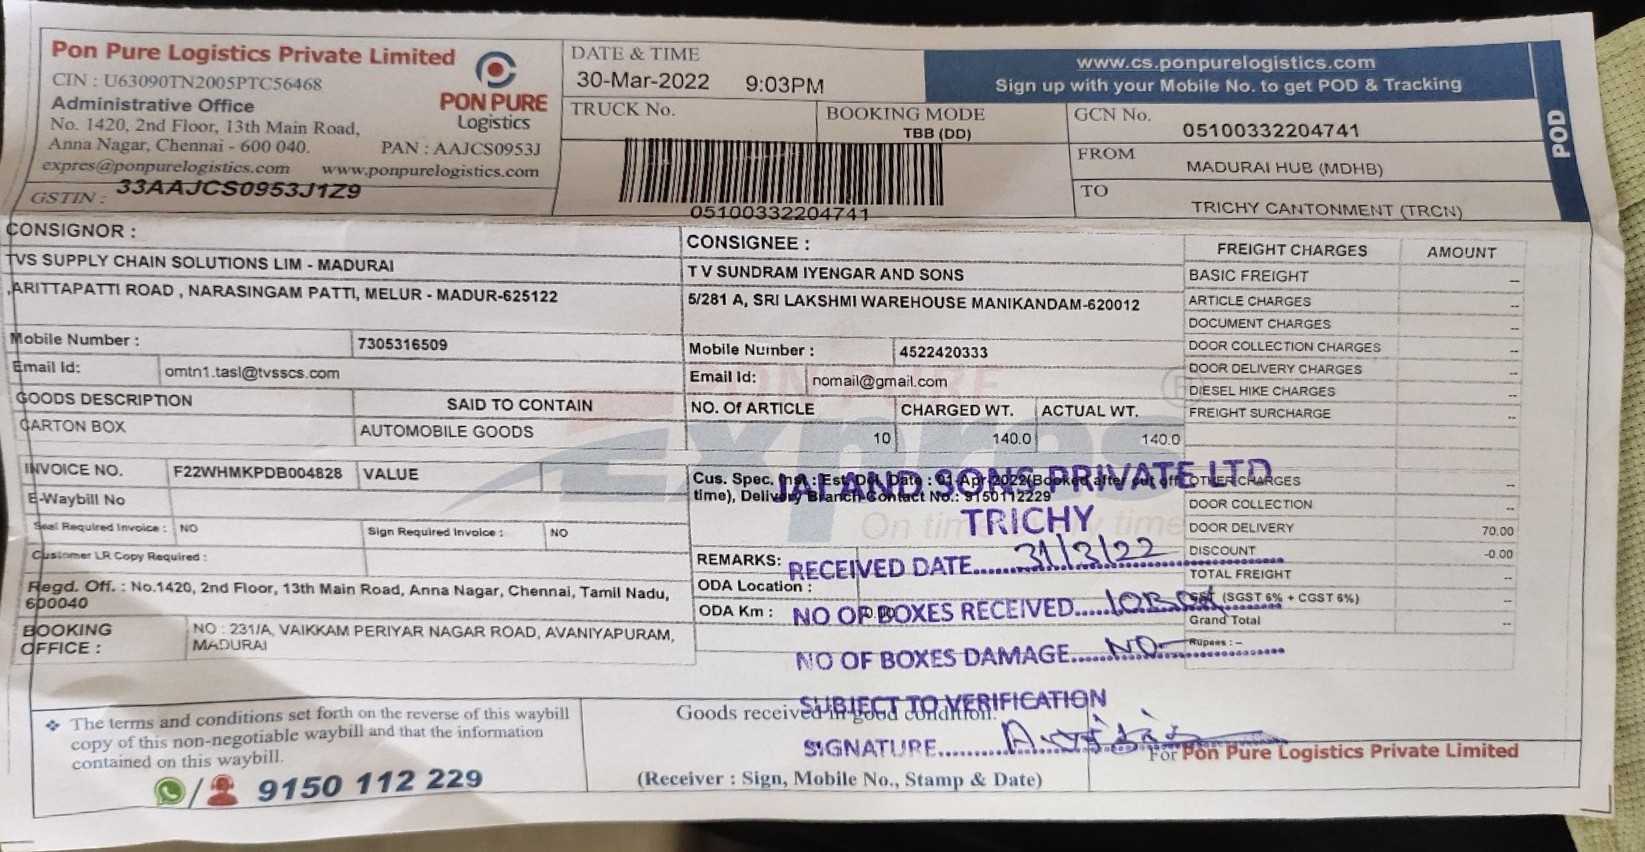 Pon Pure Logistics Private Limited
CIN : U63090TN2005PTC56468
Administrative Office
No. 1420, 2nd Floor, 13th Main Road,
Anna Nagar, Chennai - 600 040.
PAN : AAJCS0953J
expres@ponpurelogistics.com www.ponpurelogistics.com
GSTIN : 33AAJCS0953J1Z9
PON PURE
Logistics
DATE & TIME
30-Mar-2022 9:03PM
TRUCK No.
BOOKING MODE
TBB (DD)
05100332204741
www.cs.ponpurelogistics.com
Sign up with your Mobile No. to get POD & Tracking
GCN No.
05100332204741
FROM
MADURAI HUB (MDHB)
TO
TRICHY CANTONMENT (TRCN)
POD
CONSIGNOR :
TVS SUPPLY CHAIN SOLUTIONS LIM - MADURAI
,ARITTAPATTI ROAD , NARASINGAM PATTI, MELUR - MADUR-625122
Mobile Number : 7305316509
Email Id: omtn1.tasl@tvsscs.com
GOODS DESCRIPTION SAID TO CONTAIN
CARTON BOX AUTOMOBILE GOODS
INVOICE NO. F22WHMKPDB004828 VALUE
E-Waybill No
Seal Required Invoice : NO Sign Required Invoice : NO
Customer LR Copy Required :
Regd. Off. : No.1420, 2nd Floor, 13th Main Road, Anna Nagar, Chennai, Tamil Nadu,
600040
BOOKING
OFFICE :
NO : 231/A, VAIKKAM PERIYAR NAGAR ROAD, AVANIYAPURAM,
MADURAI
CONSIGNEE :
T V SUNDRAM IYENGAR AND SONS
5/281 A, SRI LAKSHMI WAREHOUSE MANIKANDAM-620012
Mobile Number : 4522420333
Email Id: nomail@gmail.com
NO. Of ARTICLE CHARGED WT. ACTUAL WT.
10 140.0 140.0
PON PURE
Expres
On time
time
Cus. Spec. Inst : Est. Del. Date : 01-Apr-2022(Booked after cut off
time), Delivery Branch Contact No.: 9150112229
REMARKS:
ODA Location :
ODA Km : 0.00
AND SONS PRIVATE LTD
TRICHY
RECEIVED DATE......31/3/22
NO OF BOXES RECEIVED.....10 Box
NO OF BOXES DAMAGE.....NO
SUBJECT TO VERIFICATION
SIGNATURE..........
FREIGHT CHARGES AMOUNT
BASIC FREIGHT --
ARTICLE CHARGES --
DOCUMENT CHARGES --
DOOR COLLECTION CHARGES --
DOOR DELIVERY CHARGES --
DIESEL HIKE CHARGES --
FREIGHT SURCHARGE --
OTHER CHARGES --
DOOR COLLECTION --
DOOR DELIVERY 70.00
DISCOUNT -0.00
TOTAL FREIGHT --
GST (SGST 6% + CGST 6%) --
Grand Total --
Rupees : --
The terms and conditions set forth on the reverse of this waybill
copy of this non-negotiable waybill and that the information
contained on this waybill.
9150 112 229
Goods received in good condition.
(Receiver : Sign, Mobile No., Stamp & Date)
For Pon Pure Logistics Private Limited